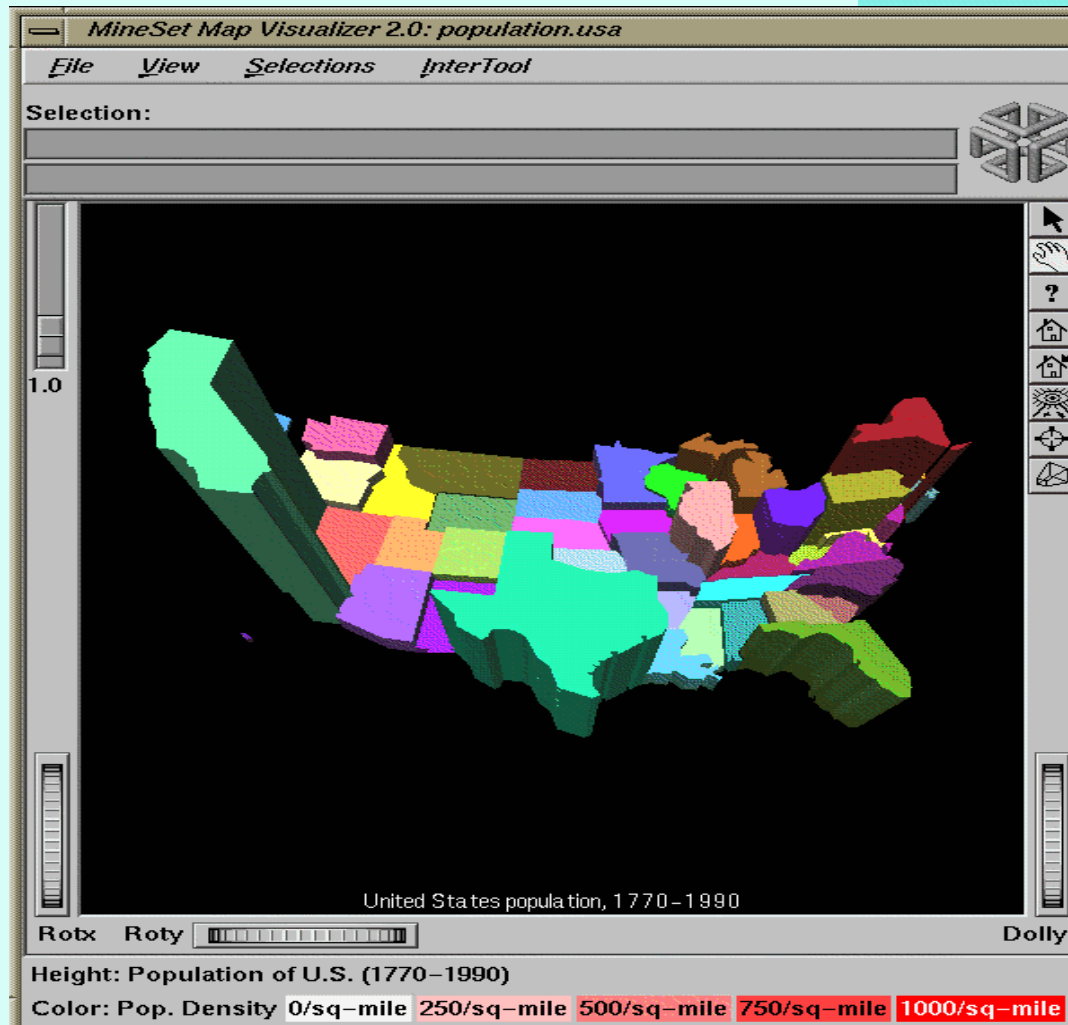 MineSet Map Visualizer 2.0: population.usa
File View Selections InterTool
Selection:
1.0
?
United States population, 1770-1990
Rotx Roty Dolly
Height: Population of U.S. (1770-1990)
Color: Pop. Density 0/sq-mile 250/sq-mile 500/sq-mile 750/sq-mile 1000/sq-mile